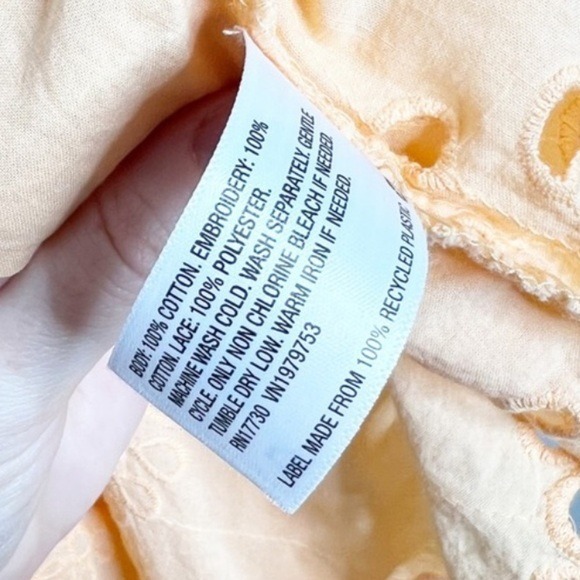 BODY: 100% COTTON. EMBROIDERY: 100%
COTTON. LACE: 100% POLYESTER.
MACHINE WASH COLD. WASH SEPARATELY. GENTLE
CYCLE. ONLY NON CHLORINE BLEACH IF NEEDED.
TUMBLE DRY LOW. WARM IRON IF NEEDED.
RN17730 VN1979753
LABEL MADE FROM 100% RECYCLED PLASTIC